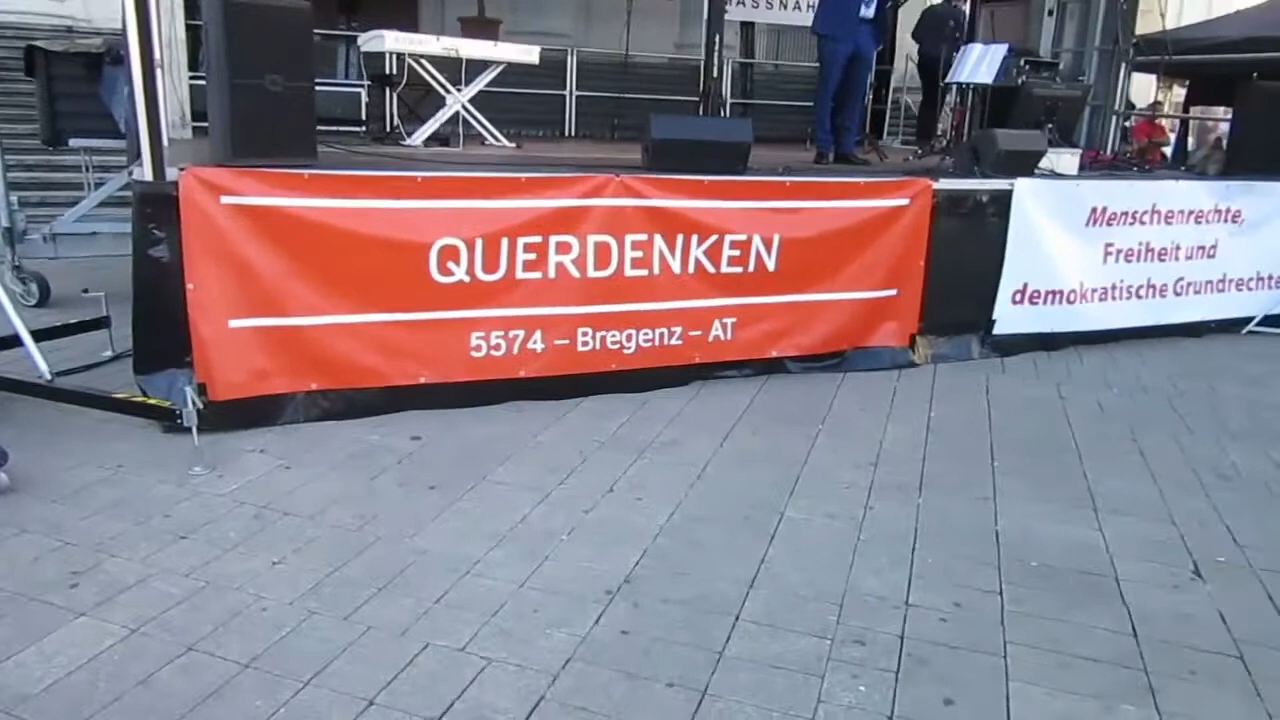 QUERDENKEN
5574 – Bregenz – AT
Menschenrechte,
Freiheit und
demokratische Grundrechte